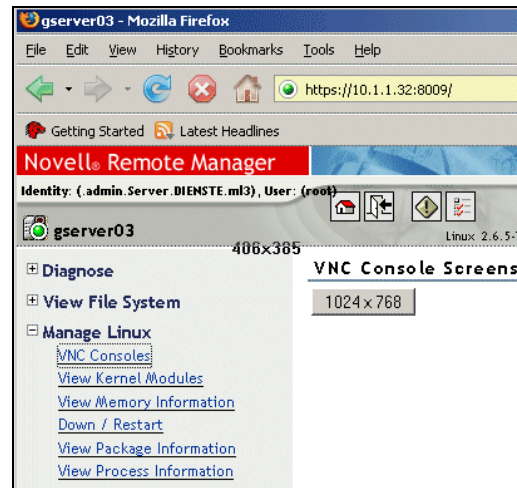 gserver03 - Mozilla Firefox
File Edit View History Bookmarks Tools Help
https://10.1.1.32:8009/
Getting Started Latest Headlines
Novell® Remote Manager
Identity: (.admin.Server.DIENSTE.ml3), User: (root)
gserver03
Linux 2.6.5-
406x385
Diagnose
View File System
Manage Linux
VNC Consoles
View Kernel Modules
View Memory Information
Down / Restart
View Package Information
View Process Information
VNC Console Screens
1024x768